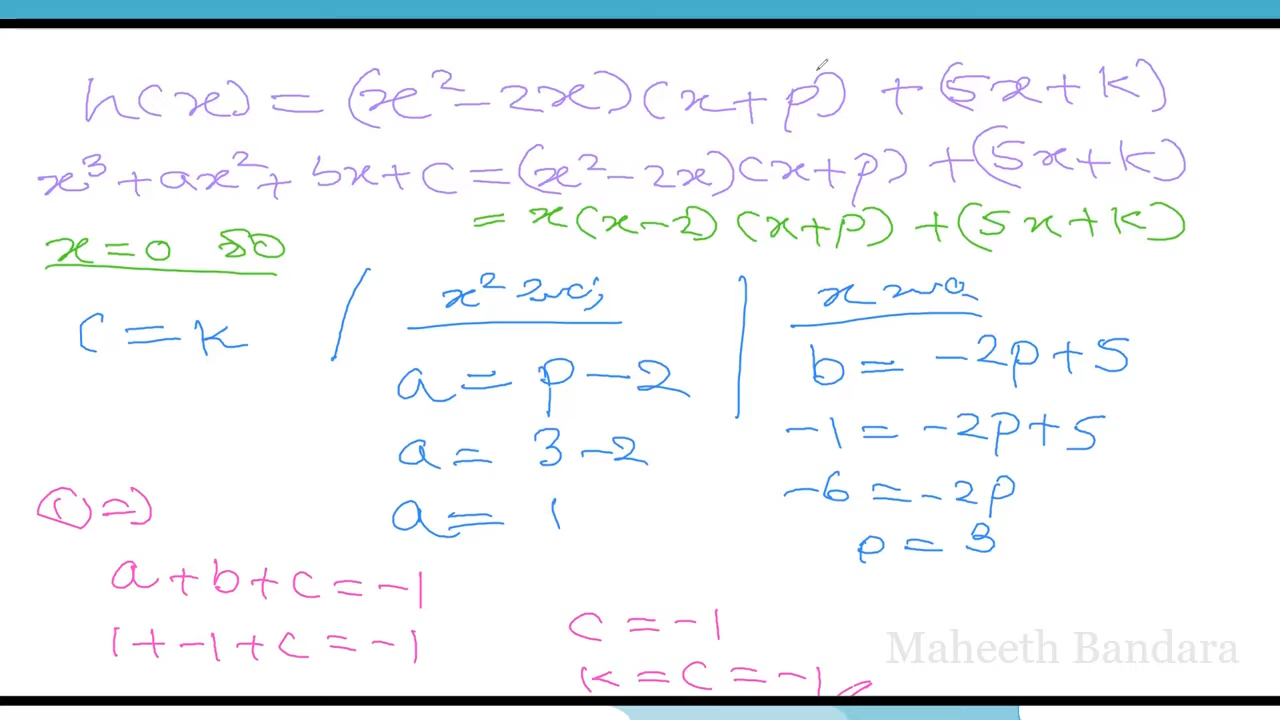 h(x) = (x² - 2x)(x + p) + (5x + k)
x³ + ax² + bx + c = (x² - 2x)(x + p) + (5x + k)
= x(x - 2)(x + p) + (5x + k)
x = 0
c = k
x²
a = p - 2
a = 3 - 2
a = 1
x
b = -2p + 5
-1 = -2p + 5
-6 = -2p
p = 3
① ⇒
a + b + c = -1
1 + -1 + c = -1
c = -1
k = c = -1
Maheeth Bandara